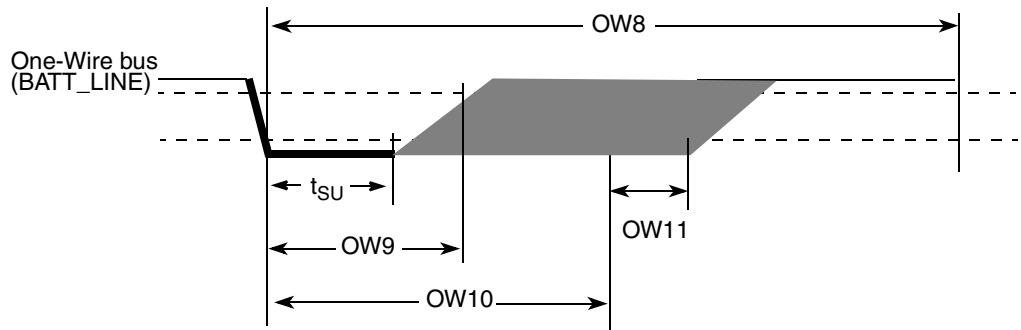 OW8
One-Wire bus
(BATT_LINE)
tSU
OW11
OW9
OW10